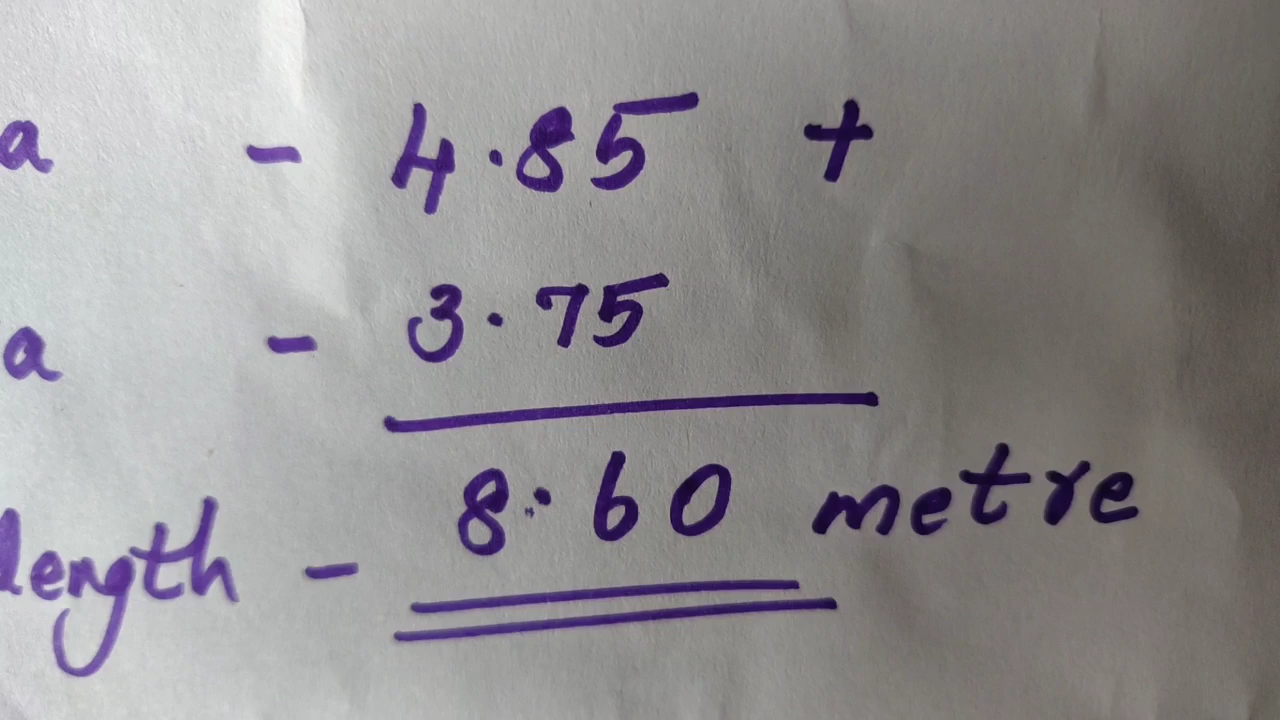 a - 4.85 +
a - 3.75
length - 8.60 metre